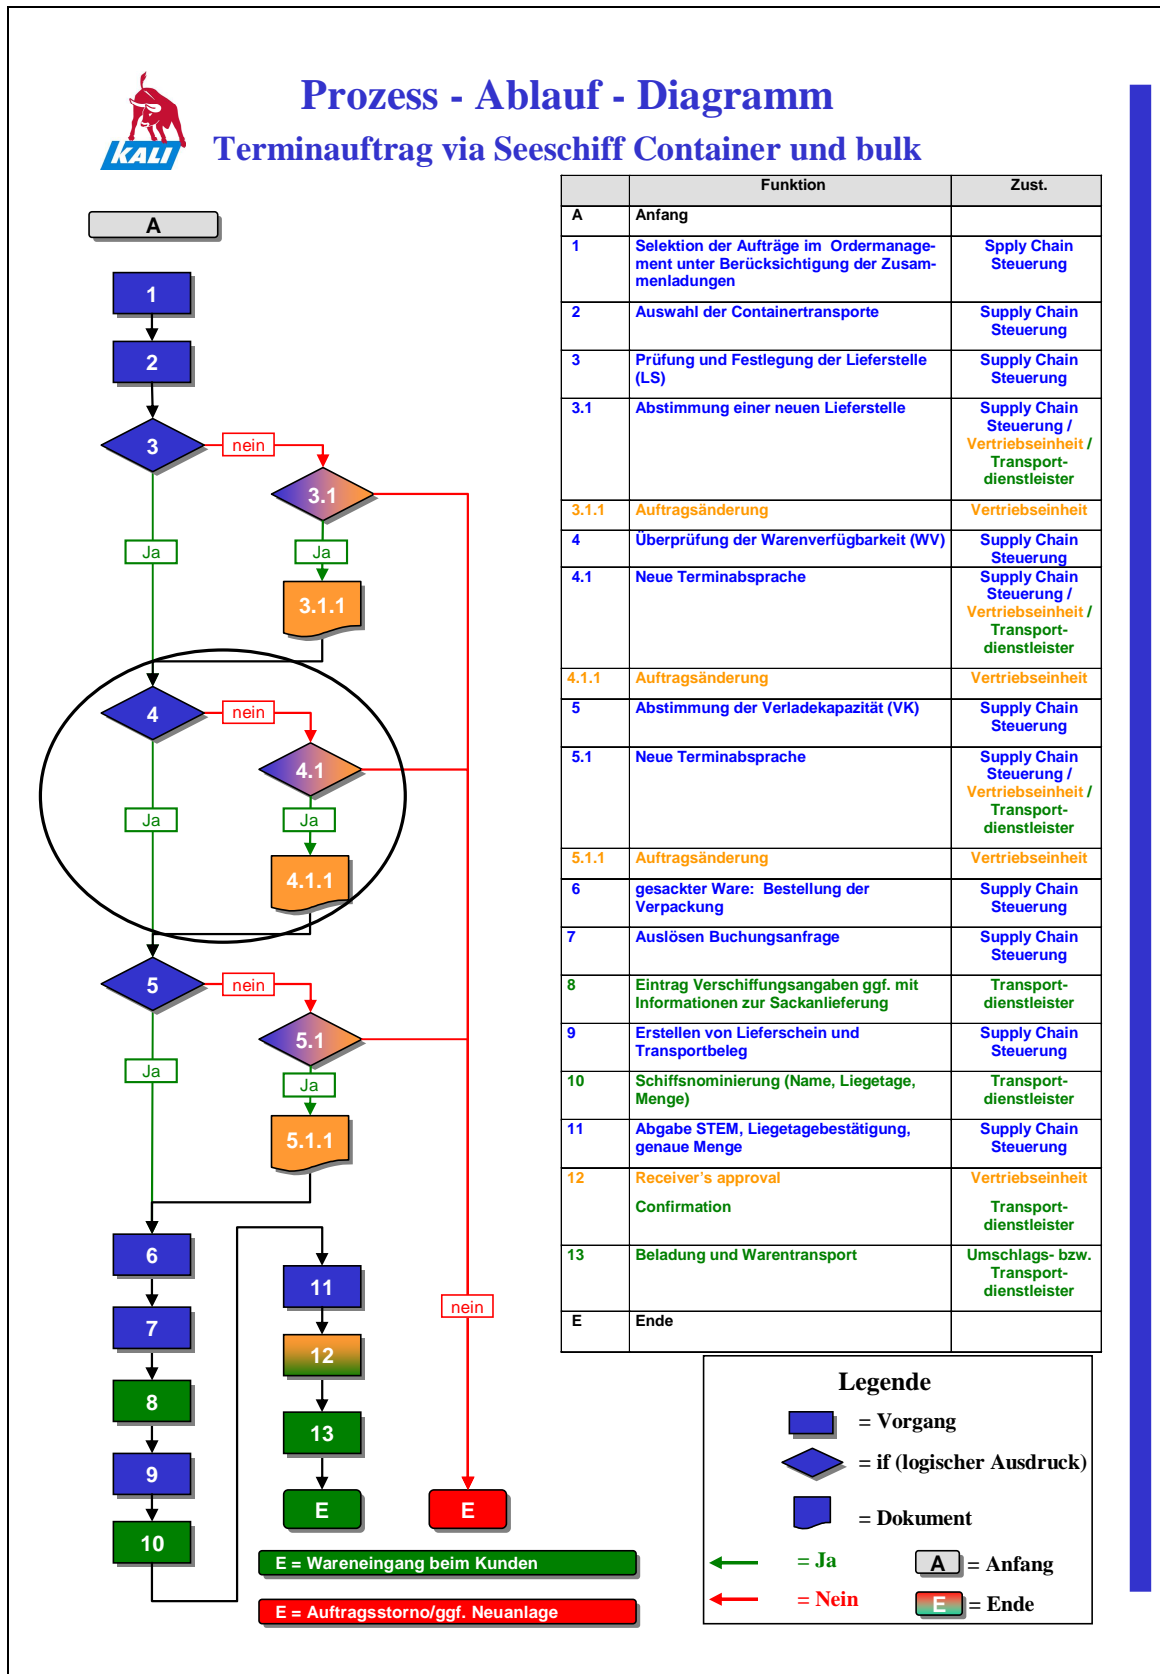 Prozess - Ablauf - Diagramm
Terminauftrag via Seeschiff Container und bulk
KALI
A
1
2
3
nein
3.1
Ja
Ja
3.1.1
4
nein
4.1
Ja
Ja
4.1.1
5
nein
5.1
Ja
Ja
5.1.1
6
7
8
9
10
11
12
13
E
nein
E
E = Wareneingang beim Kunden
E = Auftragsstorno/ggf. Neuanlage
Funktion Zust.
A Anfang
1 Selektion der Aufträge im Ordermanage- Spply Chain
ment unter Berücksichtigung der Zusam- Steuerung
menladungen
2 Auswahl der Containertransporte Supply Chain
Steuerung
3 Prüfung und Festlegung der Lieferstelle Supply Chain
(LS) Steuerung
3.1 Abstimmung einer neuen Lieferstelle Supply Chain
Steuerung /
Vertriebseinheit /
Transport-
dienstleister
3.1.1 Auftragsänderung Vertriebseinheit
4 Überprüfung der Warenverfügbarkeit (WV) Supply Chain
Steuerung
4.1 Neue Terminabsprache Supply Chain
Steuerung /
Vertriebseinheit /
Transport-
dienstleister
4.1.1 Auftragsänderung Vertriebseinheit
5 Abstimmung der Verladekapazität (VK) Supply Chain
Steuerung
5.1 Neue Terminabsprache Supply Chain
Steuerung /
Vertriebseinheit /
Transport-
dienstleister
5.1.1 Auftragsänderung Vertriebseinheit
6 gesackter Ware: Bestellung der Supply Chain
Verpackung Steuerung
7 Auslösen Buchungsanfrage Supply Chain
Steuerung
8 Eintrag Verschiffungsangaben ggf. mit Transport-
Informationen zur Sackanlieferung dienstleister
9 Erstellen von Lieferschein und Supply Chain
Transportbeleg Steuerung
10 Schiffsnominierung (Name, Liegetage, Transport-
Menge) dienstleister
11 Abgabe STEM, Liegetagebestätigung, Supply Chain
genaue Menge Steuerung
12 Receiver's approval Vertriebseinheit
Confirmation Transport-
dienstleister
13 Beladung und Warentransport Umschlags- bzw.
Transport-
dienstleister
E Ende
Legende
= Vorgang
= if (logischer Ausdruck)
= Dokument
= Ja A = Anfang
= Nein E = Ende